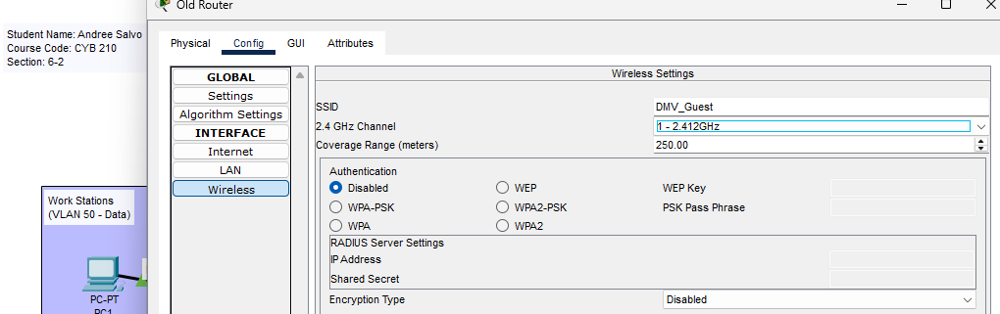 Old Router
Student Name: Andree Salvo
Course Code: CYB 210
Section: 6-2
Physical Config GUI Attributes
GLOBAL
Settings
Algorithm Settings
INTERFACE
Internet
LAN
Wireless
Wireless Settings
SSID DMV_Guest
2.4 GHz Channel 1 - 2.412GHz
Coverage Range (meters) 250.00
Authentication
Disabled WEP WEP Key
WPA-PSK WPA2-PSK PSK Pass Phrase
WPA WPA2
RADIUS Server Settings
IP Address
Shared Secret
Encryption Type Disabled
Work Stations
(VLAN 50 - Data)
PC-PT
PC1